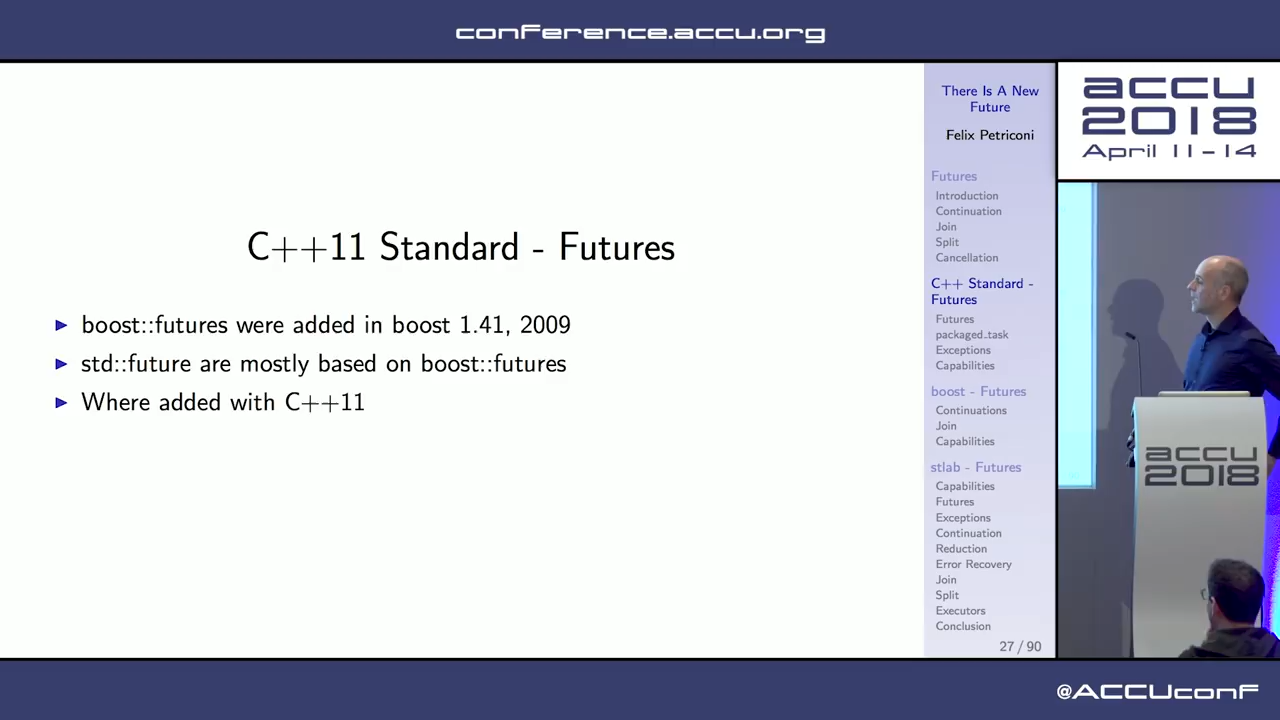 conference.accu.org
C++11 Standard - Futures
boost::futures were added in boost 1.41, 2009
std::future are mostly based on boost::futures
Where added with C++11
There Is A New
Future
Felix Petriconi
Futures
Introduction
Continuation
Join
Split
Cancellation
C++ Standard -
Futures
Futures
packaged_task
Exceptions
Capabilities
boost - Futures
Continuations
Join
Capabilities
stlab - Futures
Capabilities
Futures
Exceptions
Continuation
Reduction
Error Recovery
Join
Split
Executors
Conclusion
27 / 90
accu
2018
April 11-14
accu
2018
@ACCUconf